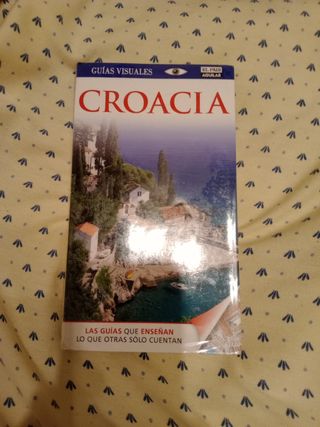 GUÍAS VISUALES
EL PAÍS
AGUILAR
CROACIA
LAS GUÍAS QUE ENSEÑAN
LO QUE OTRAS SÓLO CUENTAN